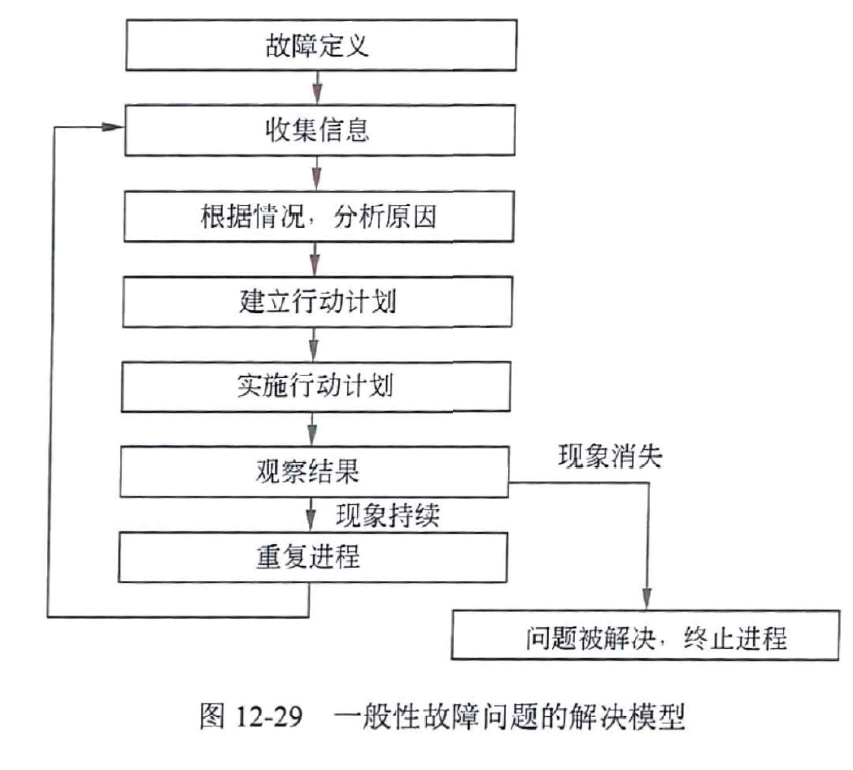 故障定义
收集信息
根据情况，分析原因
建立行动计划
实施行动计划
观察结果
现象消失
现象持续
重复进程
问题被解决，终止进程
图 12-29 一般性故障问题的解决模型